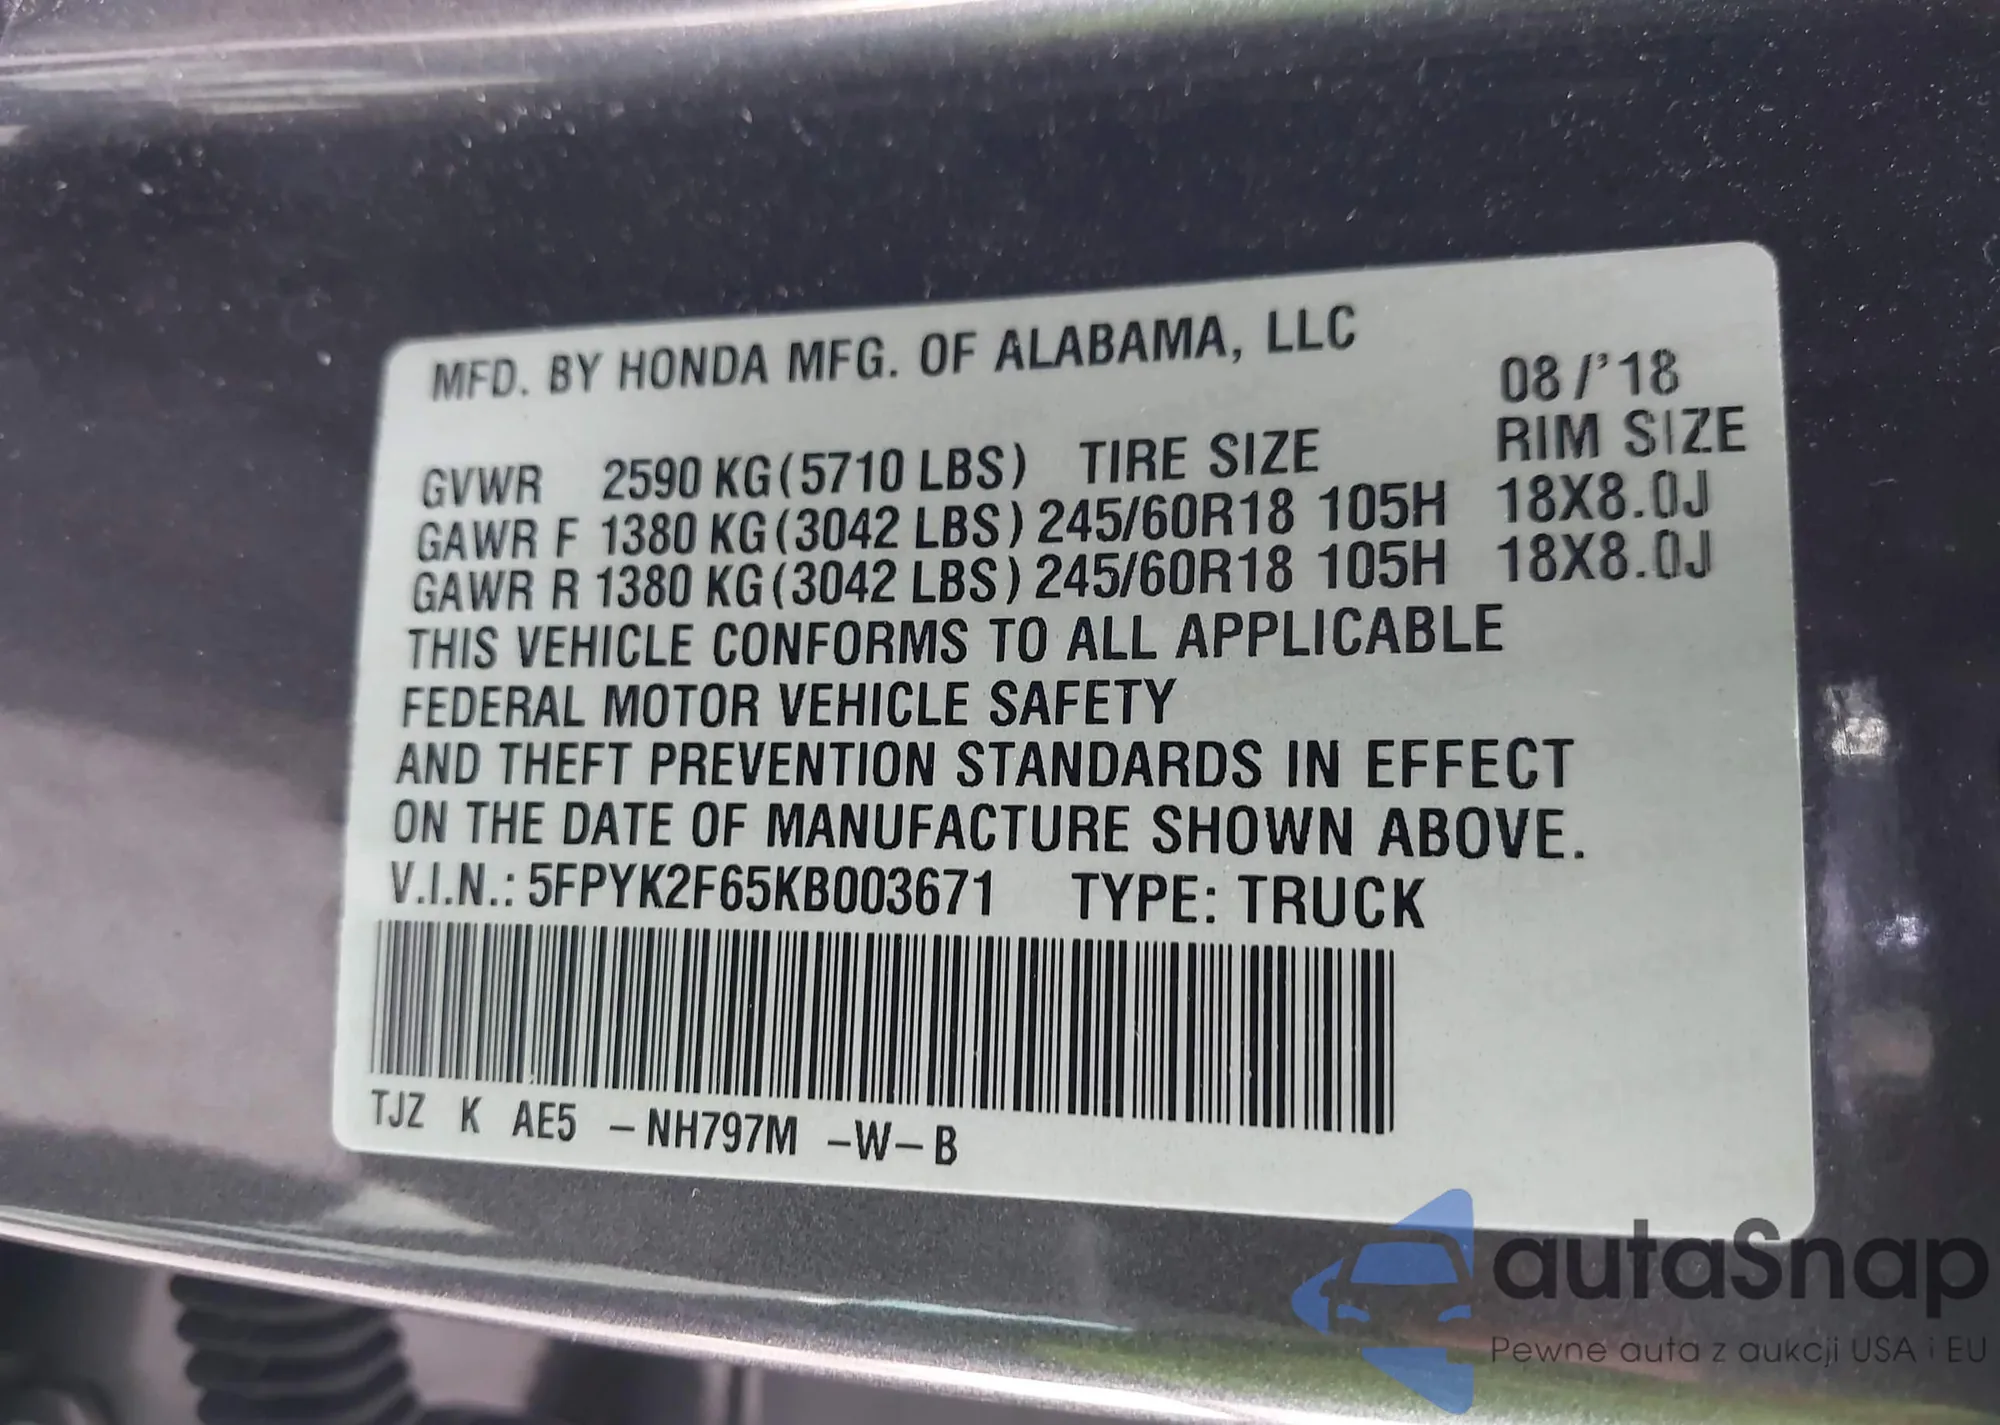 MFD. BY HONDA MFG. OF ALABAMA, LLC
08/'18
GVWR 2590 KG(5710 LBS) TIRE SIZE RIM SIZE
GAWR F 1380 KG(3042 LBS) 245/60R18 105H 18X8.0J
GAWR R 1380 KG(3042 LBS) 245/60R18 105H 18X8.0J
THIS VEHICLE CONFORMS TO ALL APPLICABLE
FEDERAL MOTOR VEHICLE SAFETY
AND THEFT PREVENTION STANDARDS IN EFFECT
ON THE DATE OF MANUFACTURE SHOWN ABOVE.
V.I.N.: 5FPYK2F65KB003671 TYPE: TRUCK
TJZ K AE5 -NH797M -W-B
autaSnap
Pewne auta z aukcji USA i EU